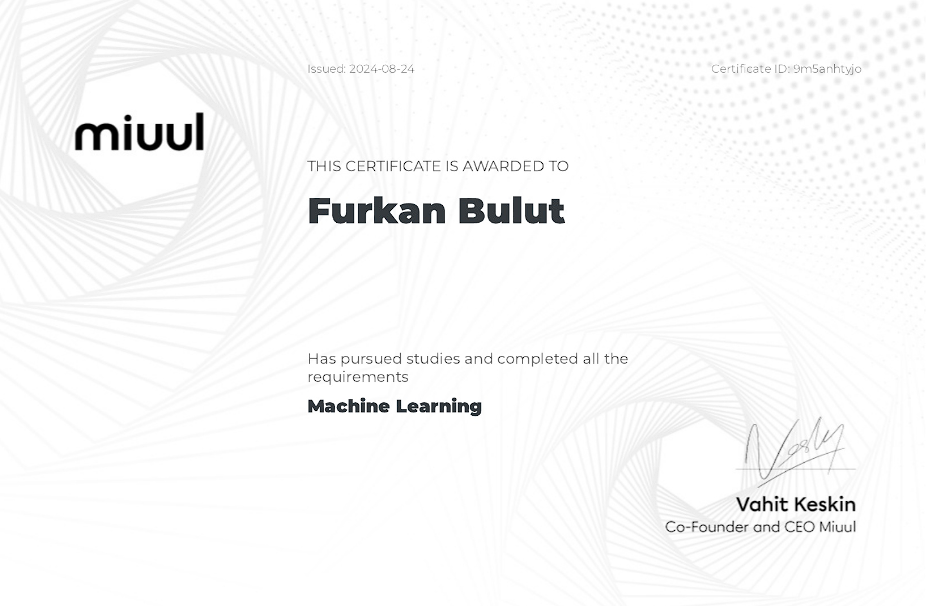 Issued: 2024-08-24
Certificate ID: 9m5anhtyjo
miuul
THIS CERTIFICATE IS AWARDED TO
Furkan Bulut
Has pursued studies and completed all the
requirements
Machine Learning
Vahit Keskin
Co-Founder and CEO Miuul